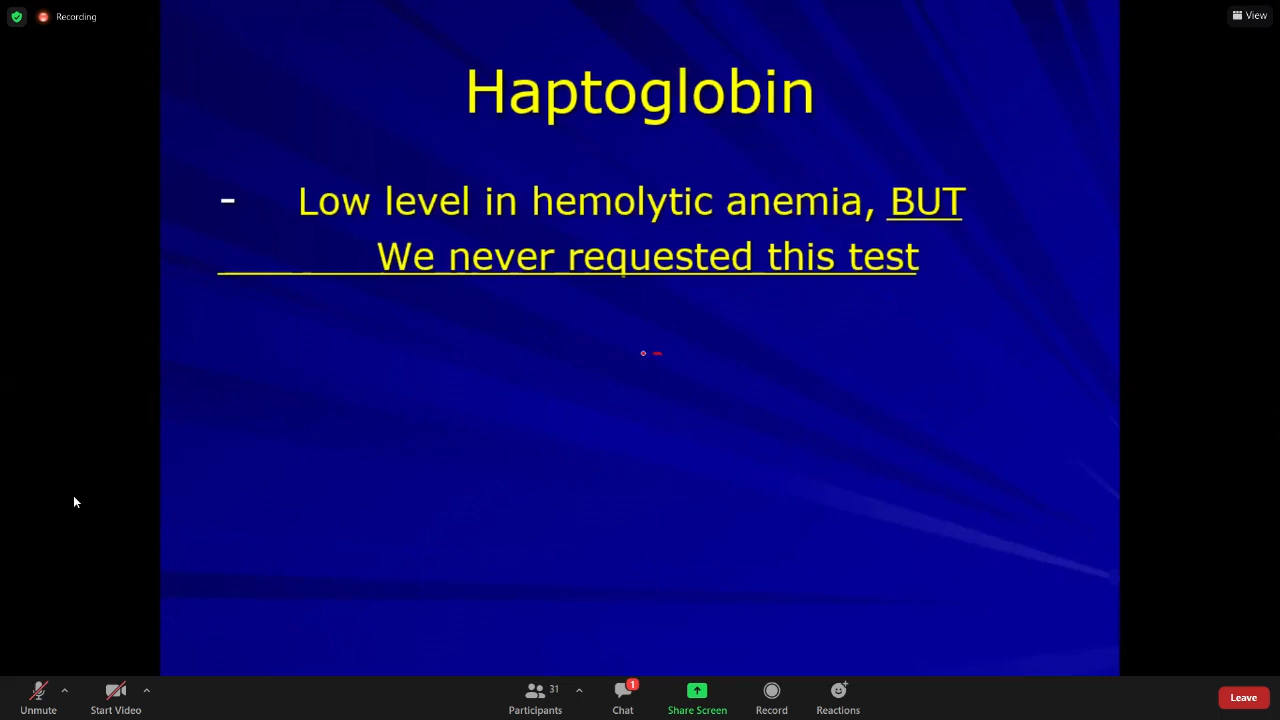 Recording
View
Haptoglobin
- Low level in hemolytic anemia, BUT
We never requested this test
Unmute
Start Video
31
Participants
1
Chat
Share Screen
Record
Reactions
Leave